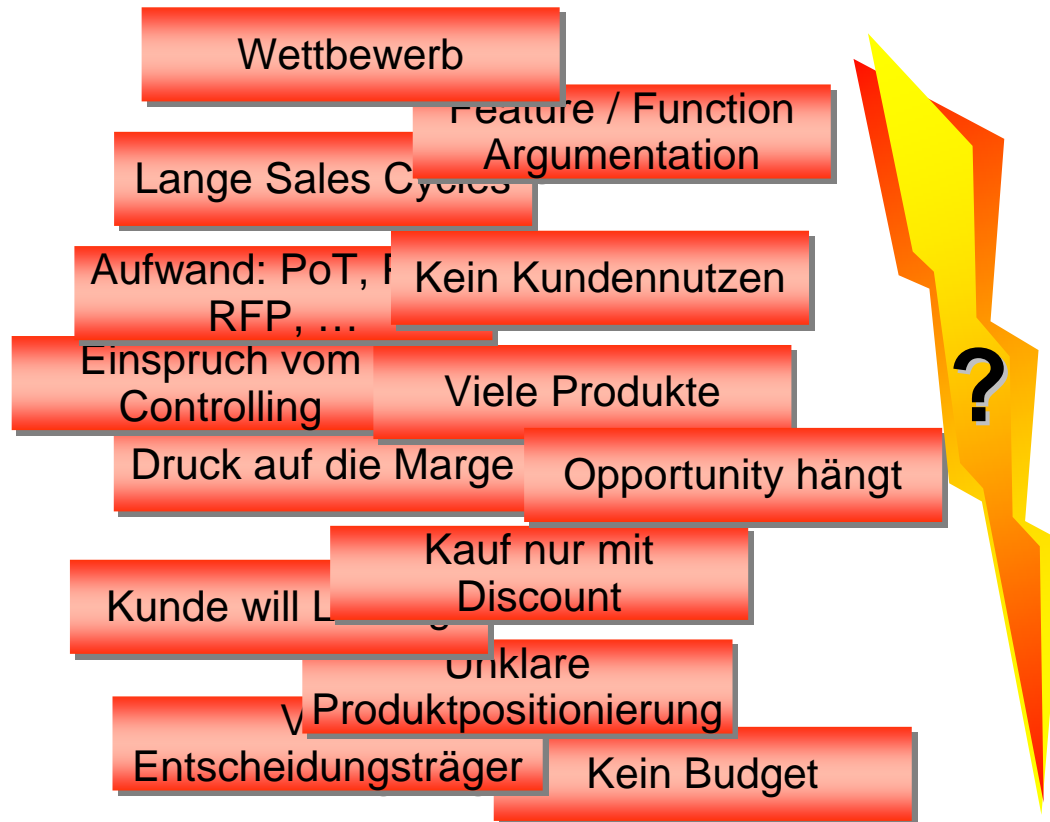 Wettbewerb
Feature / Function
Argumentation
Lange Sales Cycles
Aufwand: PoT,
RFP, …
Kein Kundennutzen
Einspruch vom
Controlling
Viele Produkte
Druck auf die Marge
Opportunity hängt
Kauf nur mit
Discount
Kunde will
Unklare
Produktpositionierung
Entscheidungsträger
Kein Budget
?